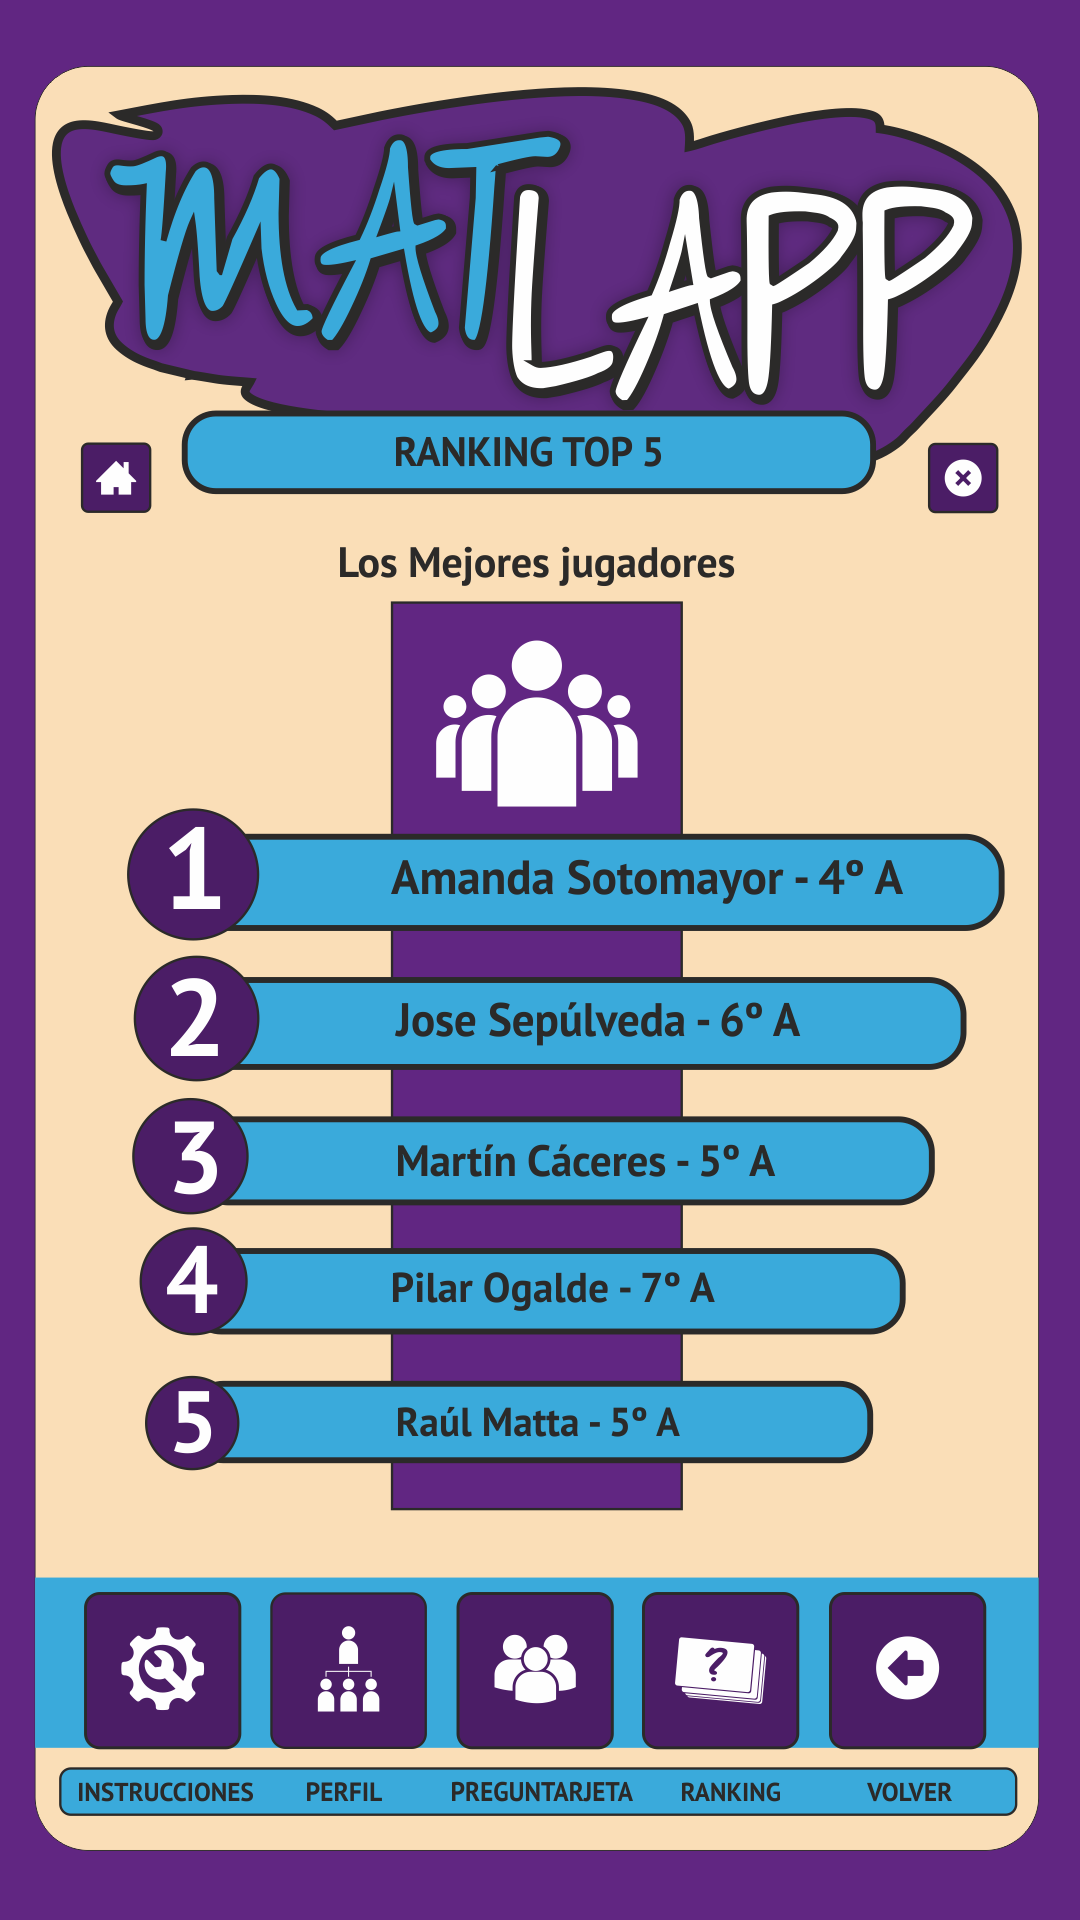 MATLAPP
RANKING TOP 5
Los Mejores jugadores
1 Amanda Sotomayor - 4º A
2 Jose Sepúlveda - 6º A
3 Martín Cáceres - 5º A
4 Pilar Ogalde - 7º A
5 Raúl Matta - 5º A
?
INSTRUCCIONES PERFIL PREGUNTARJETA RANKING VOLVER